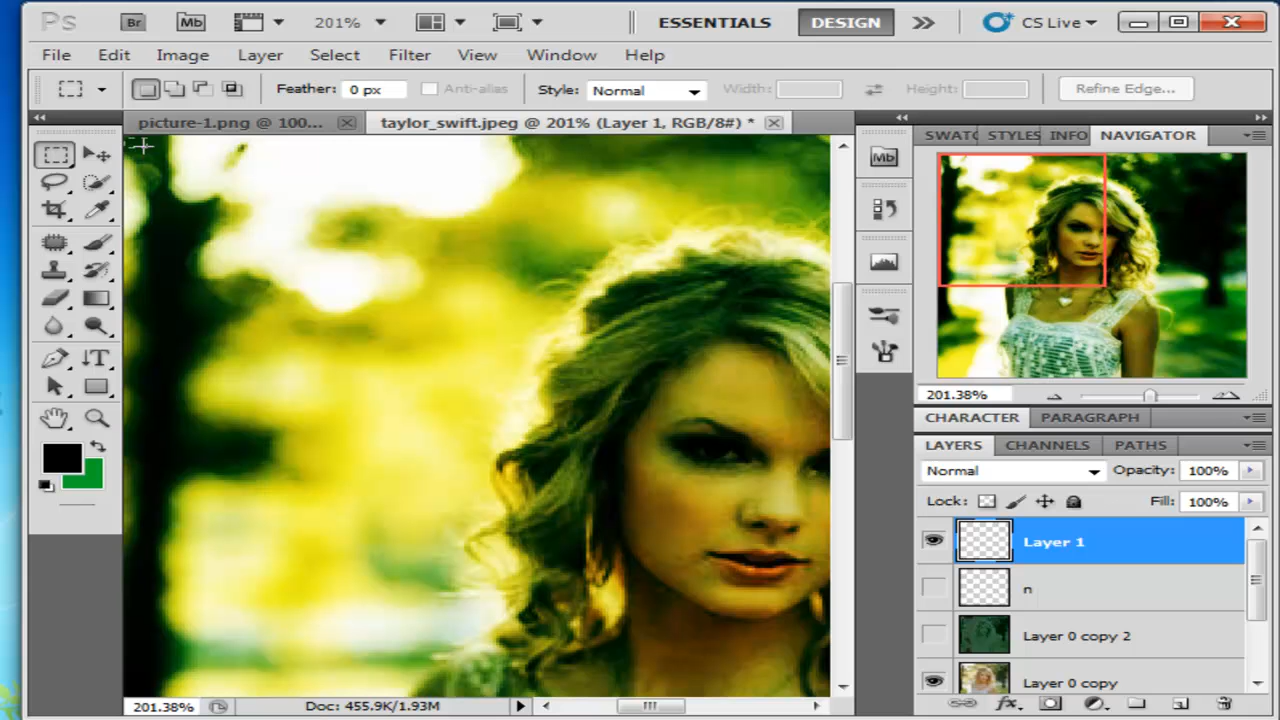 Ps Br Mb 201% ESSENTIALS DESIGN CS Live
File Edit Image Layer Select Filter View Window Help
Feather: 0 px Anti-alias Style: Normal Width: Height: Refine Edge...
picture-1.png @ 100... taylor_swift.jpeg @ 201% (Layer 1, RGB/8#) *
SWATC STYLES INFO NAVIGATOR
Mb
201.38%
CHARACTER PARAGRAPH
LAYERS CHANNELS PATHS
Normal Opacity: 100%
Lock: Fill: 100%
Layer 1
n
Layer 0 copy 2
Layer 0 copy
201.38% Doc: 455.9K/1.93M